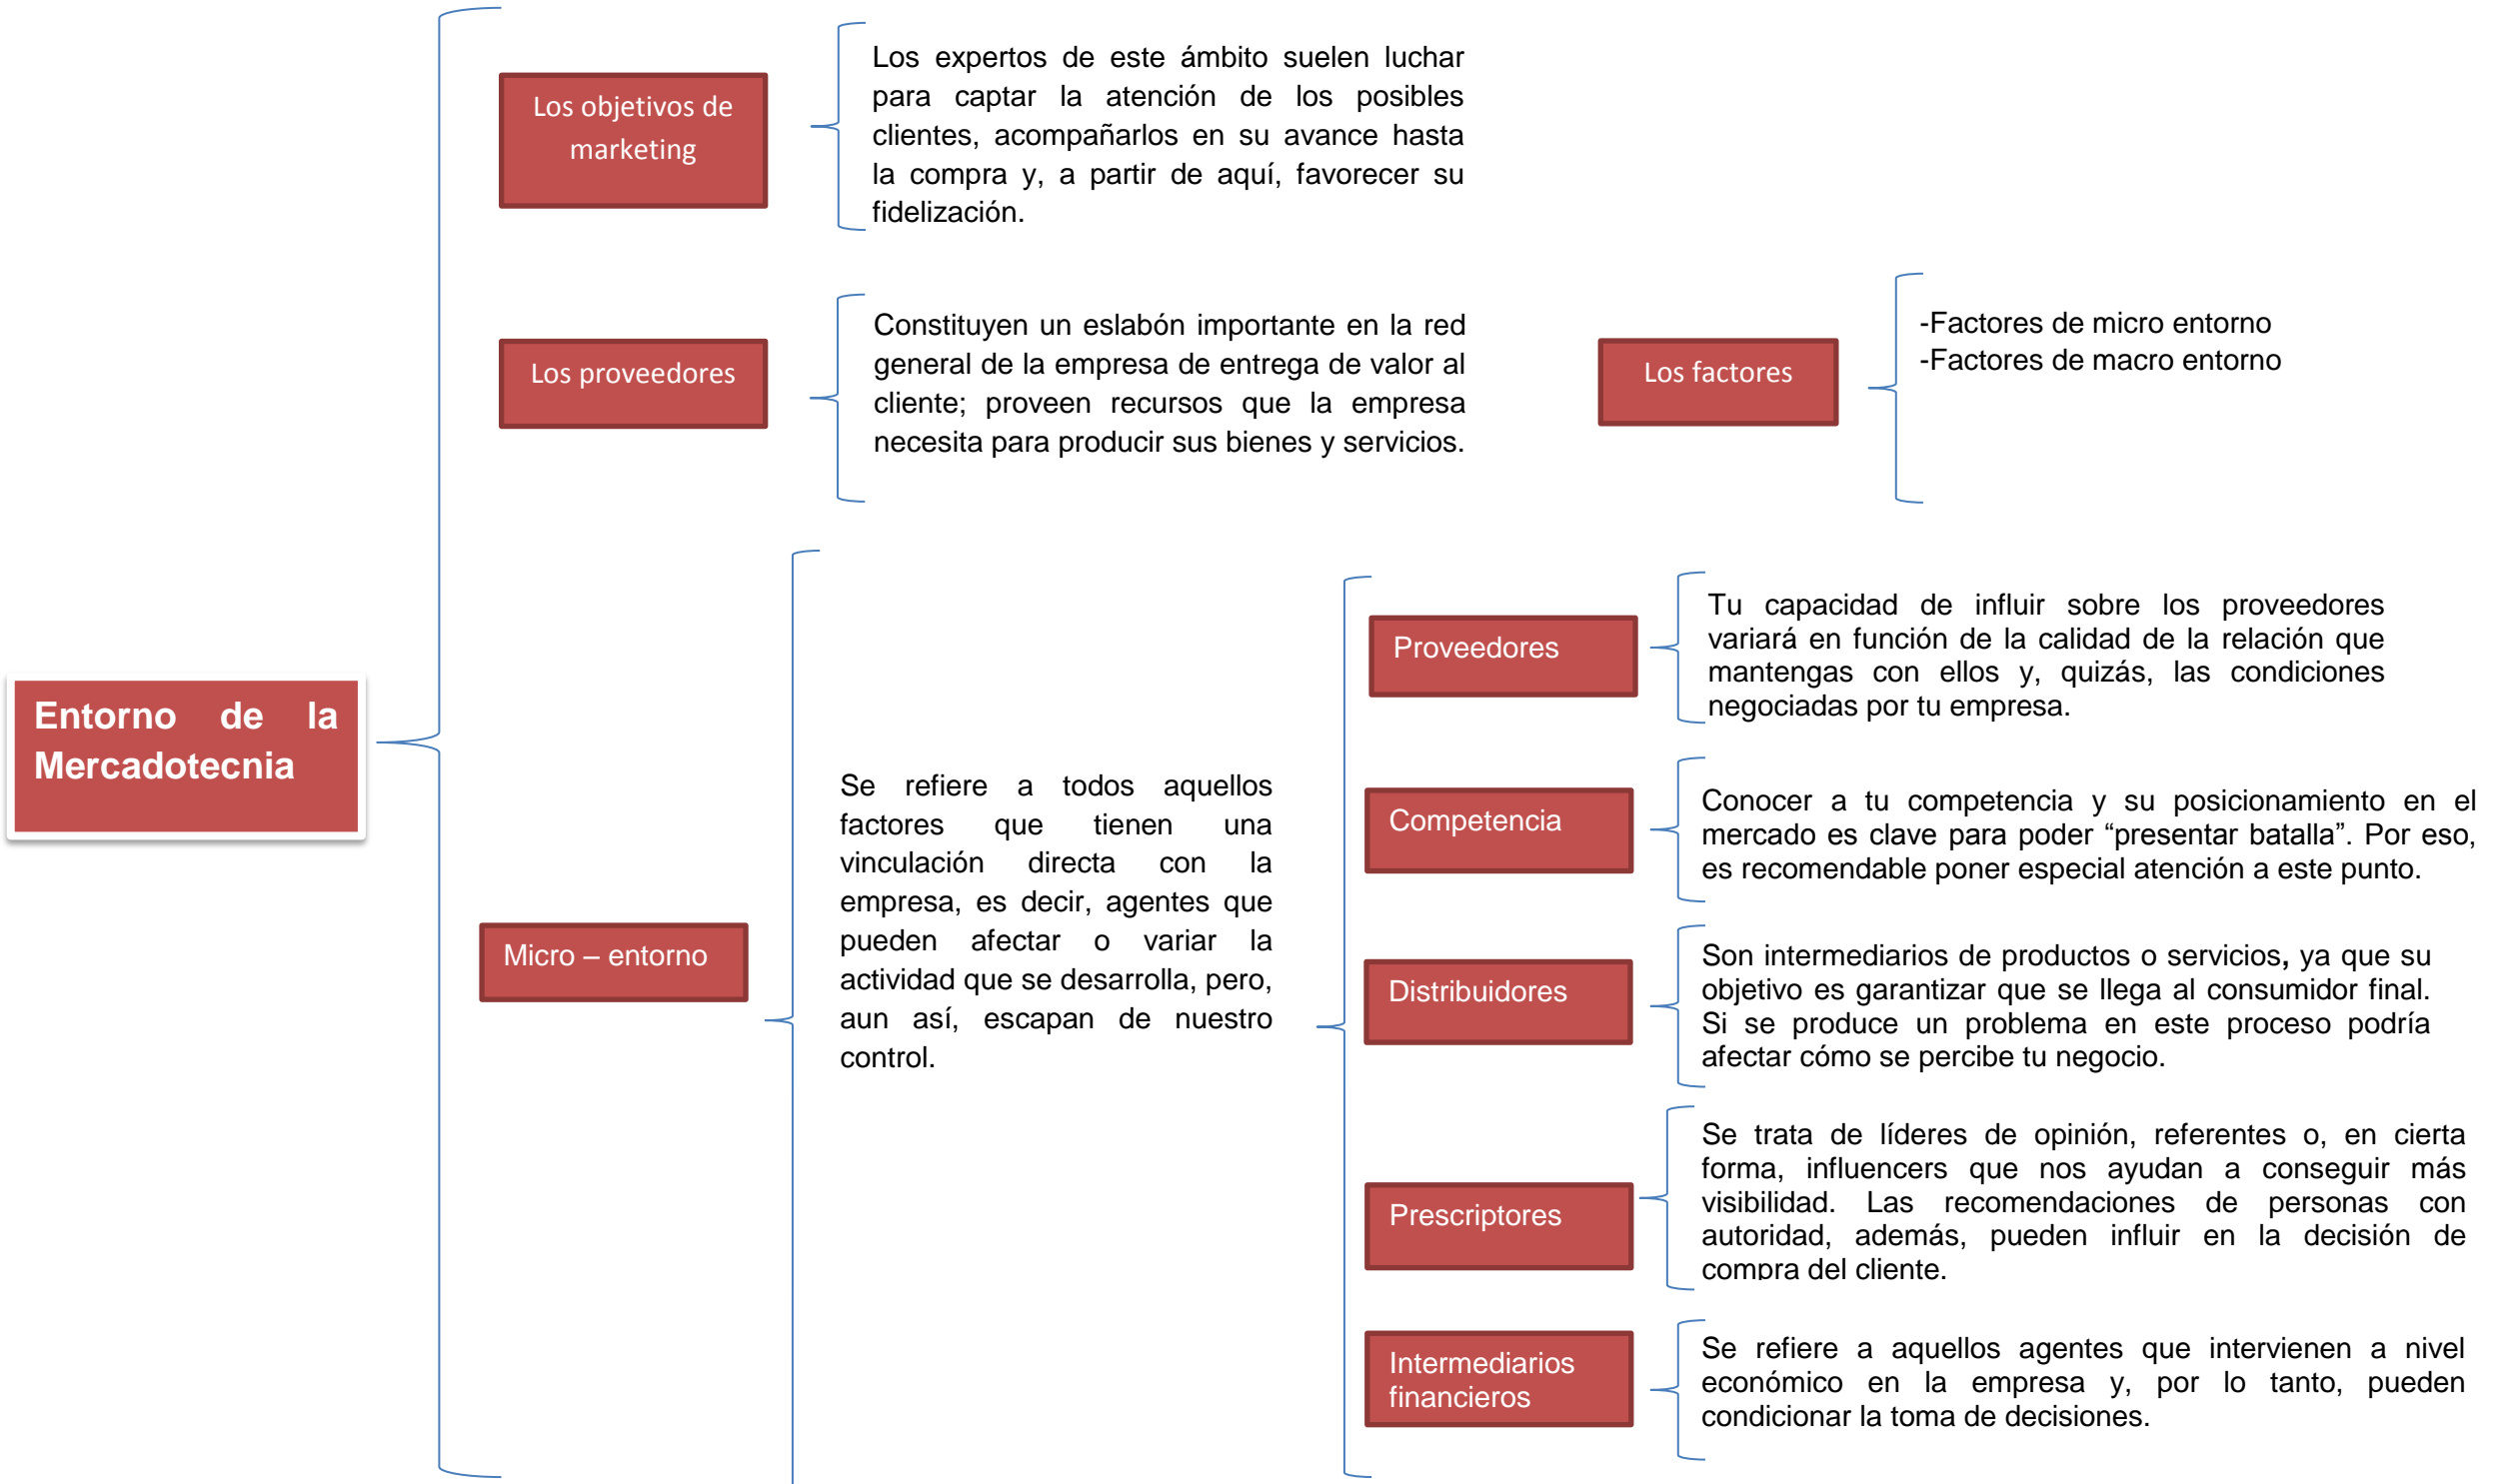 Entorno de la
Mercadotecnia
Los objetivos de
marketing
Los expertos de este ámbito suelen luchar
para captar la atención de los posibles
clientes, acompañarlos en su avance hasta
la compra y, a partir de aquí, favorecer su
fidelización.
Los proveedores
Constituyen un eslabón importante en la red
general de la empresa de entrega de valor al
cliente; proveen recursos que la empresa
necesita para producir sus bienes y servicios.
Los factores
-Factores de micro entorno
-Factores de macro entorno
Micro – entorno
Se refiere a todos aquellos
factores que tienen una
vinculación directa con la
empresa, es decir, agentes que
pueden afectar o variar la
actividad que se desarrolla, pero,
aun así, escapan de nuestro
control.
Proveedores
Tu capacidad de influir sobre los proveedores
variará en función de la calidad de la relación que
mantengas con ellos y, quizás, las condiciones
negociadas por tu empresa.
Competencia
Conocer a tu competencia y su posicionamiento en el
mercado es clave para poder “presentar batalla”. Por eso,
es recomendable poner especial atención a este punto.
Distribuidores
Son intermediarios de productos o servicios, ya que su
objetivo es garantizar que se llega al consumidor final.
Si se produce un problema en este proceso podría
afectar cómo se percibe tu negocio.
Prescriptores
Se trata de líderes de opinión, referentes o, en cierta
forma, influencers que nos ayudan a conseguir más
visibilidad. Las recomendaciones de personas con
autoridad, además, pueden influir en la decisión de
compra del cliente.
Intermediarios
financieros
Se refiere a aquellos agentes que intervienen a nivel
económico en la empresa y, por lo tanto, pueden
condicionar la toma de decisiones.